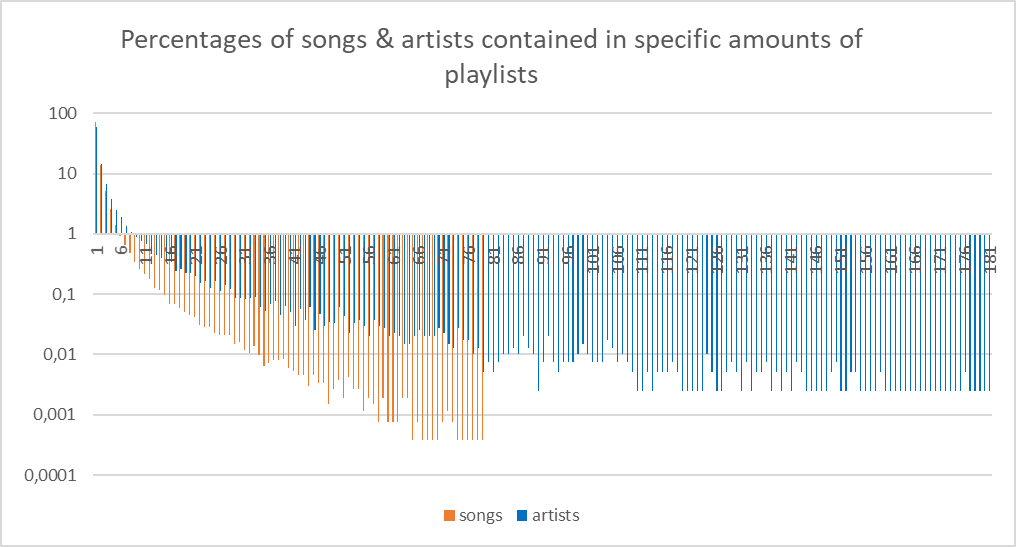 Percentages of songs & artists contained in specific amounts of
playlists
100
10
1
0,1
0,01
0,001
0,0001
1 6 11 16 21 26 31 36 41 46 51 56 61 66 71 76 81 86 91 96 101 106 111 116 121 126 131 136 141 146 151 156 161 166 171 176 181
songs artists